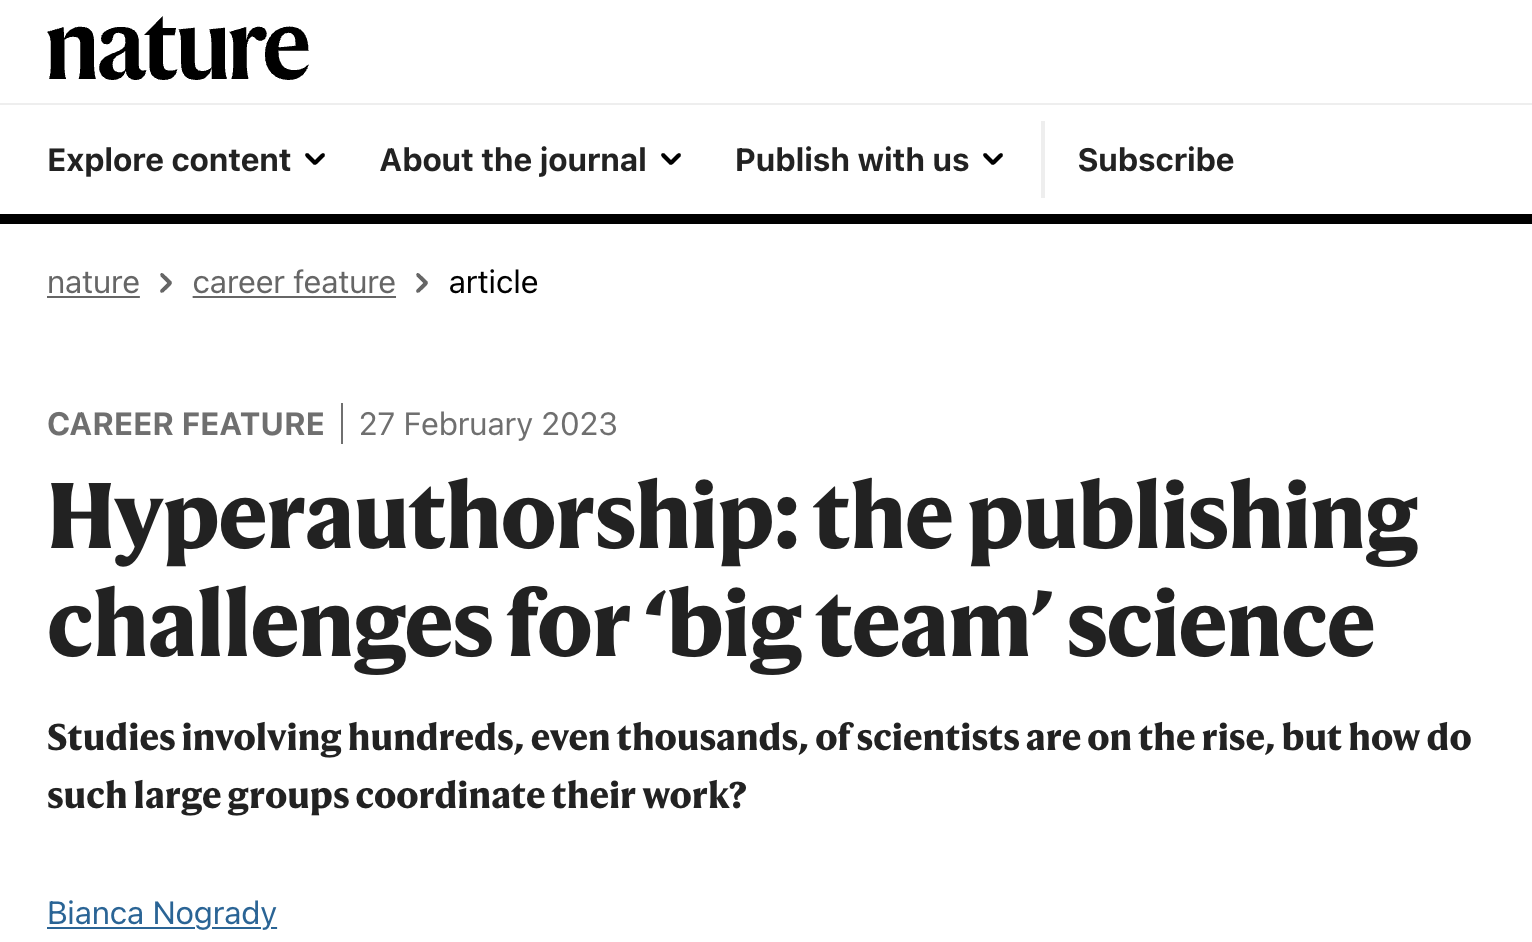 nature
Explore content About the journal Publish with us Subscribe
nature > career feature > article
CAREER FEATURE | 27 February 2023
Hyperauthorship: the publishing
challenges for ‘big team’ science
Studies involving hundreds, even thousands, of scientists are on the rise, but how do
such large groups coordinate their work?
Bianca Nogrady